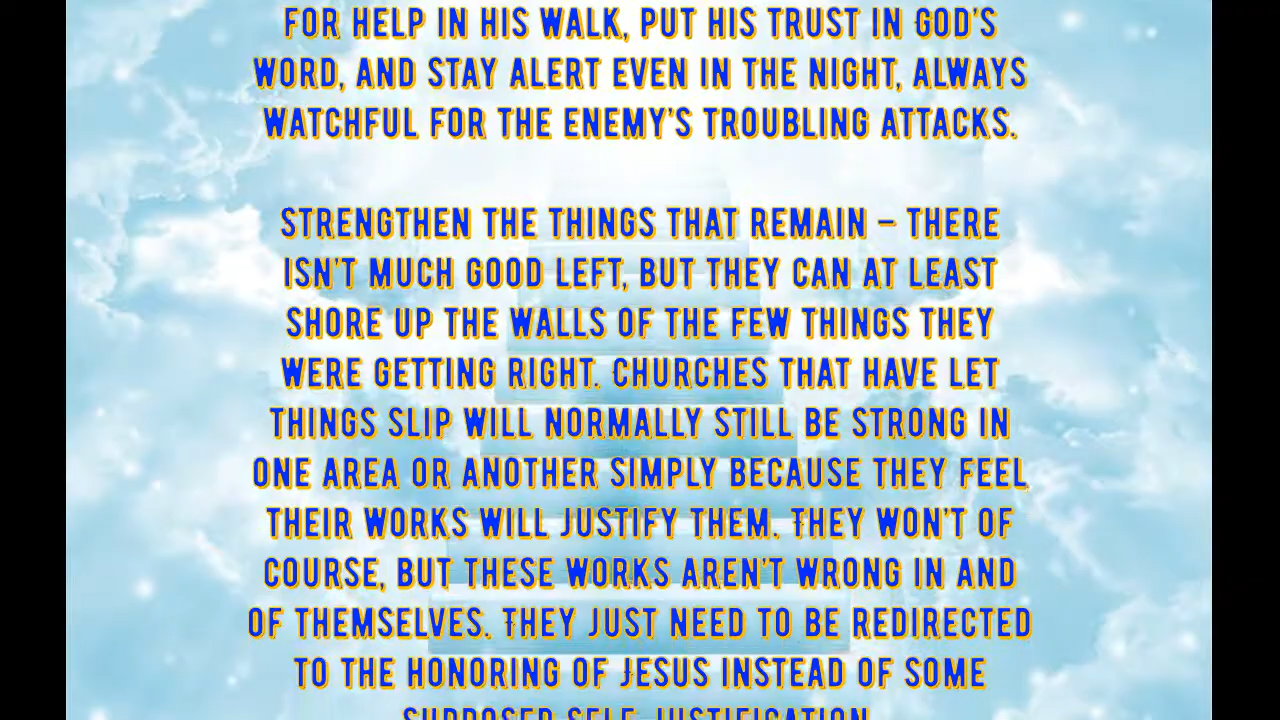 FOR HELP IN HIS WALK, PUT HIS TRUST IN GOD'S
WORD, AND STAY ALERT EVEN IN THE NIGHT, ALWAYS
WATCHFUL FOR THE ENEMY'S TROUBLING ATTACKS.
STRENGTHEN THE THINGS THAT REMAIN – THERE
ISN'T MUCH GOOD LEFT, BUT THEY CAN AT LEAST
SHORE UP THE WALLS OF THE FEW THINGS THEY
WERE GETTING RIGHT. CHURCHES THAT HAVE LET
THINGS SLIP WILL NORMALLY STILL BE STRONG IN
ONE AREA OR ANOTHER SIMPLY BECAUSE THEY FEEL
THEIR WORKS WILL JUSTIFY THEM. THEY WON'T OF
COURSE, BUT THESE WORKS AREN'T WRONG IN AND
OF THEMSELVES. THEY JUST NEED TO BE REDIRECTED
TO THE HONORING OF JESUS INSTEAD OF SOME
SUPPOSED SELF-JUSTIFICATION.